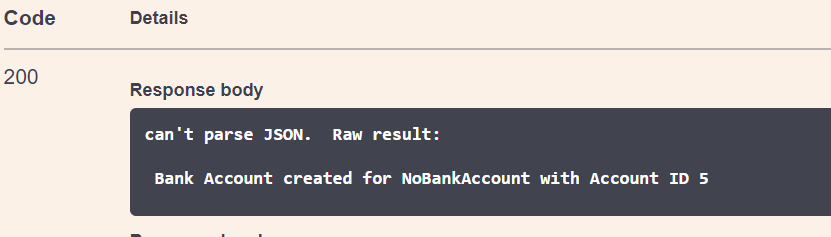 Code Details
200
Response body
can't parse JSON.  Raw result:
Bank Account created for NoBankAccount with Account ID 5